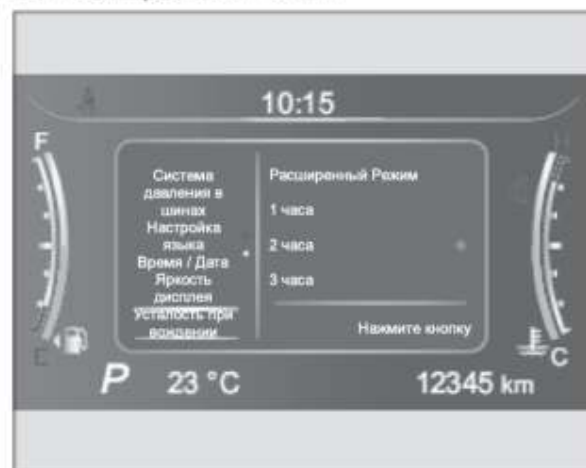 10:15
F
H
Система
давления в
шинах
Настройка
языка
Время / Дата
Яркость
дисплея
Усталость при
вождении
Расширенный Режим
1 часа
2 часа
3 часа
Нажмите кнопку
E
C
P
23 °C
12345 km